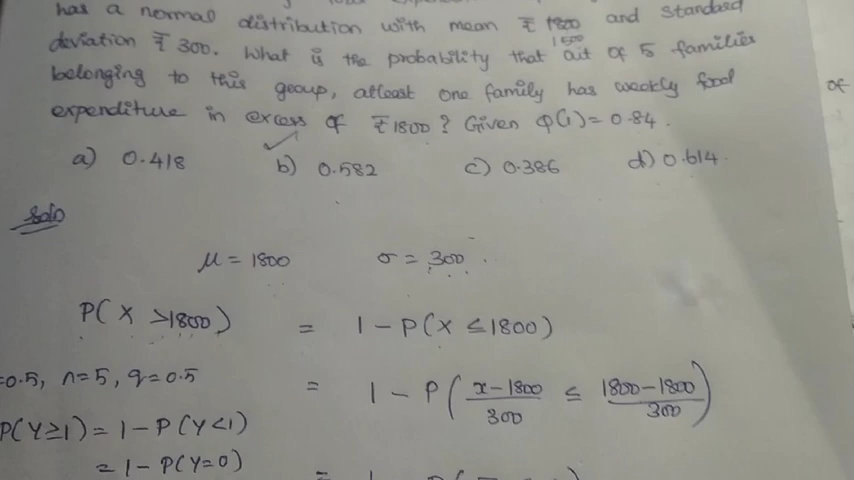 has a normal distribution with mean ₹ 1800 and standard
1500
deviation ₹ 300. What is the probability that out of 5 families
belonging to this group, atleast one family has weekly food
expenditure in excess of ₹1800? Given φ(1) = 0.84.
a) 0.418 b) 0.582 c) 0.386 d) 0.614.
Soln
μ = 1800 σ = 300.
P(X >1800) = 1 - P(X ≤ 1800)
=0.5, n=5, q=0.5
= 1 - P(x-1800/300 ≤ 1800-1800/300)
P(Y≥1) = 1 - P(Y<1)
= 1 - P(Y=0)
of